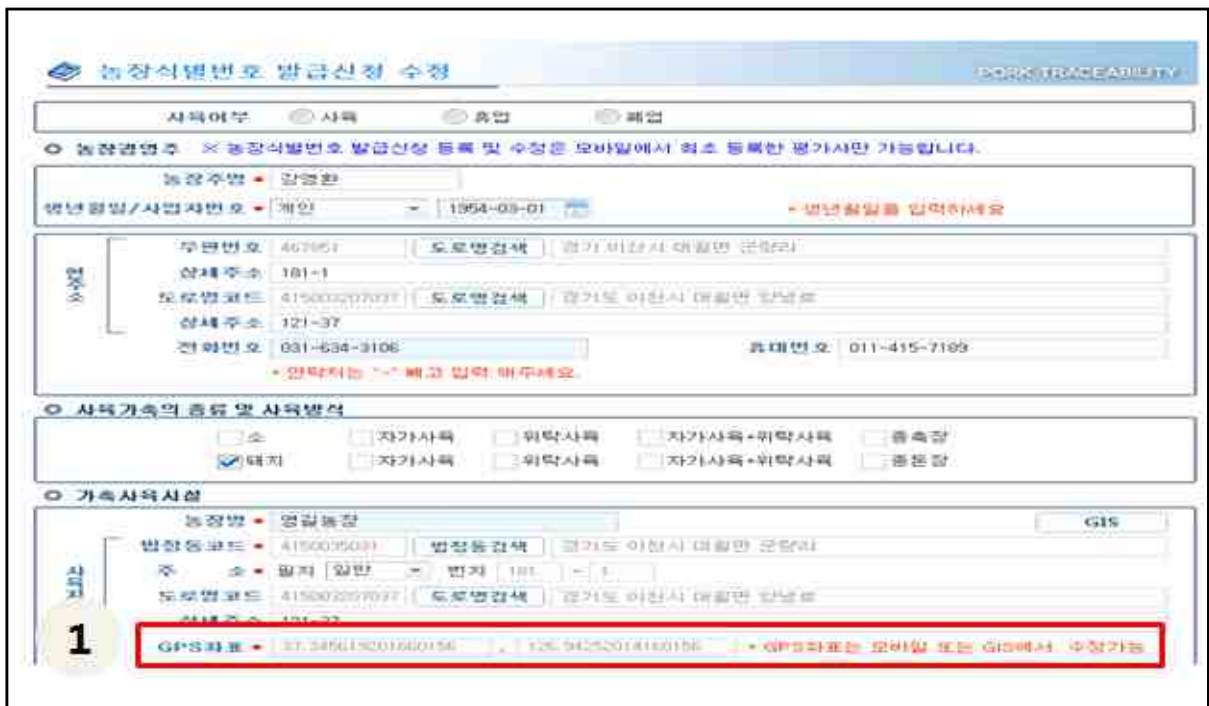 농장식별번호 발급신청 수정
PORK TRACEABILITY
사육여부 사육 휴업 폐업
농장경영주 ※ 농장식별번호 발급신청 등록 및 수정은 모바일에서 최초 등록한 평가사만 가능합니다.
농장주명 • 강영환
생년월일/사업자번호 • 개인 1954-03-01 • 생년월일을 입력하세요
현주소
우편번호 467851 도로명검색 경기 이천시 대월면 군량리
상세주소 181-1
도로명코드 도로명검색 경기도 이천시 대월면
상세주소 121-37
전화번호 031-634-3106 휴대번호 011-415-7189
• 연락처는 "-" 빼고 입력 해주세요.
사육가축의 종류 및 사육방식
소 자가사육 위탁사육 자가사육+위탁사육 종축장
돼지 자가사육 위탁사육 자가사육+위탁사육 종돈장
가축사육시설
농장명 • 영길농장 GIS
법정동코드 • 법정동검색 경기도 이천시 대월면 군량리
사육지
주 소 • 필지 일반 번지 181 - 1
도로명코드 도로명검색 경기도 이천시 대월면
상세주소 121-37
1
GPS좌표 • , • GPS좌표는 모바일 또는 GIS에서 수정가능